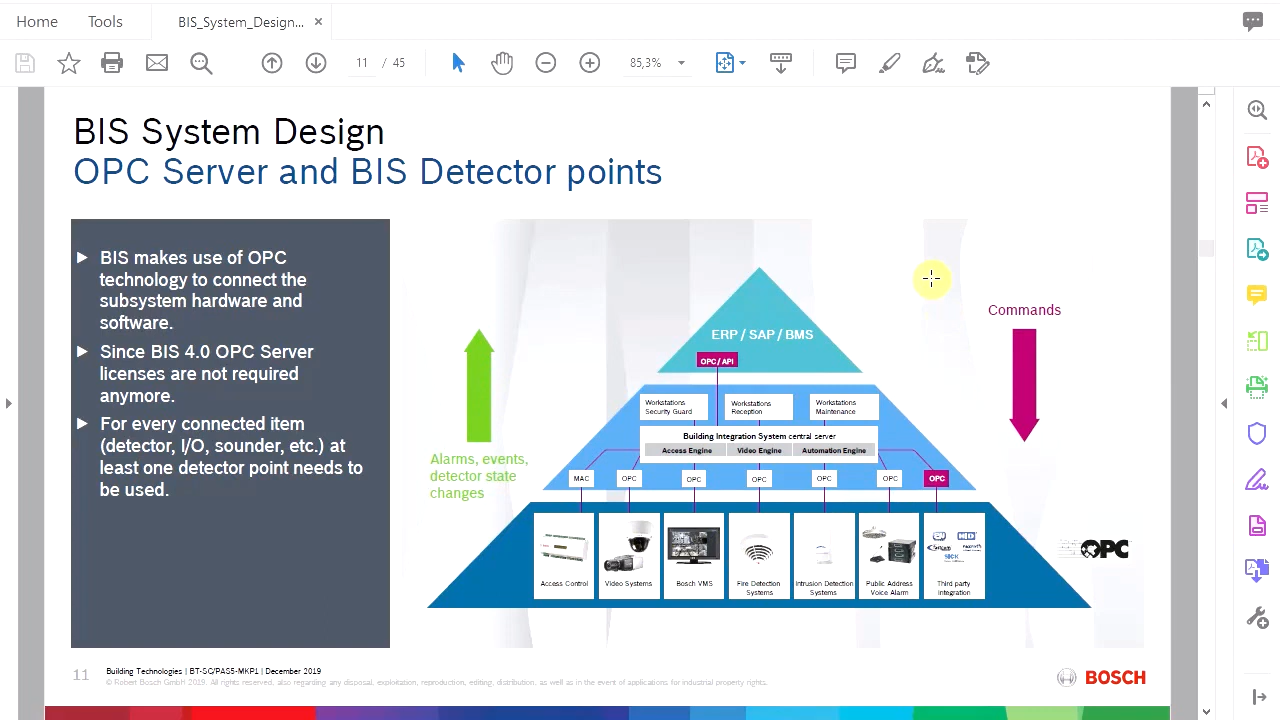 Home
Tools
BIS_System_Design...
11 / 45
85,3%
BIS System Design
OPC Server and BIS Detector points
BIS makes use of OPC
technology to connect the
subsystem hardware and
software.
Since BIS 4.0 OPC Server
licenses are not required
anymore.
For every connected item
(detector, I/O, sounder, etc.) at
least one detector point needs to
be used.
Alarms, events,
detector state
changes
Commands
ERP / SAP / BMS
OPC / API
Workstations
Security Guard
Workstations
Reception
Workstations
Maintenance
Building Integration System central server
Access Engine
Video Engine
Automation Engine
MAC
OPC
OPC
OPC
OPC
OPC
OPC
Access Control
Video Systems
Bosch VMS
Fire Detection
Systems
Intrusion Detection
Systems
Public Address
Voice Alarm
Third party
integration
OPC
11
Building Technologies | BT-SC/PAS5-MKP1 | December 2019
© Robert Bosch GmbH 2019. All rights reserved, also regarding any disposal, exploitation, reproduction, editing, distribution, as well as in the event of applications for industrial property rights.
BOSCH